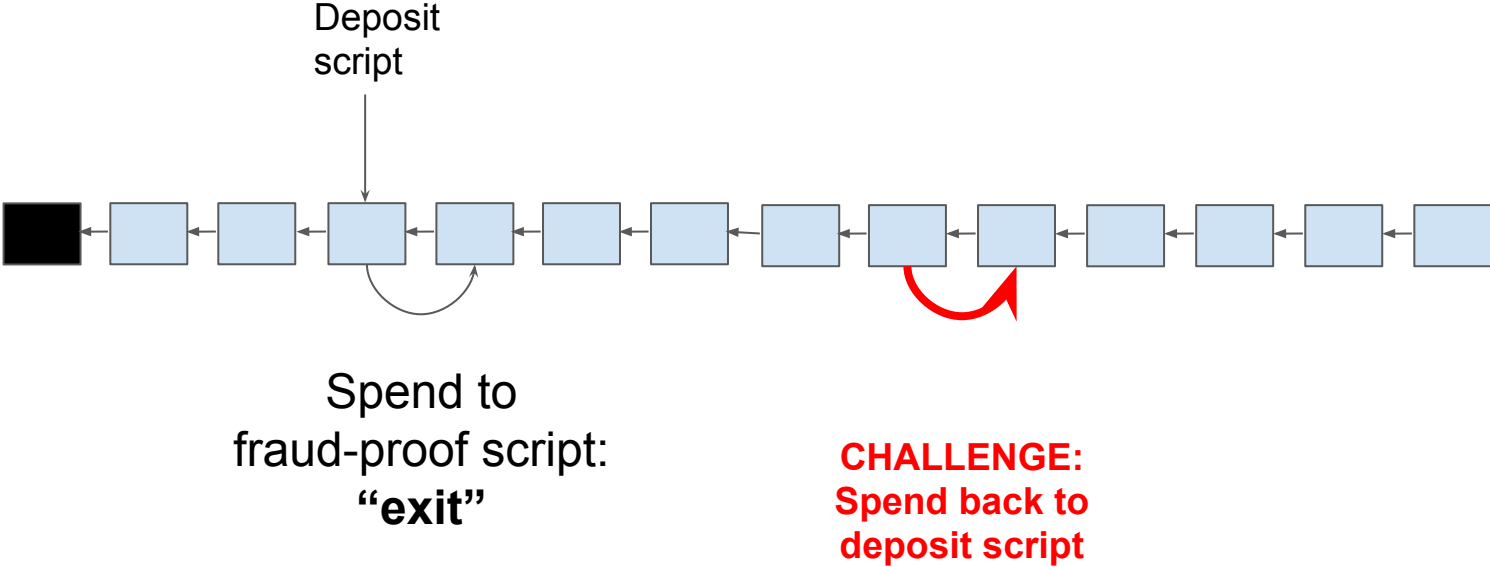 Deposit
script
Spend to
fraud-proof script:
“exit”
CHALLENGE:
Spend back to
deposit script